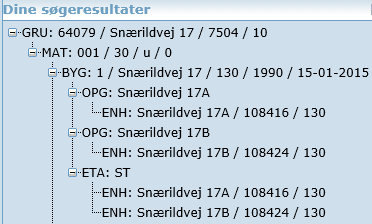 Dine søgeresultater
GRU: 64079 / Snærildvej 17 / 7504 / 10
MAT: 001 / 30 / u / 0
BYG: 1 / Snærildvej 17 / 130 / 1990 / 15-01-2015
OPG: Snærildvej 17A
ENH: Snærildvej 17A / 108416 / 130
OPG: Snærildvej 17B
ENH: Snærildvej 17B / 108424 / 130
ETA: ST
ENH: Snærildvej 17A / 108416 / 130
ENH: Snærildvej 17B / 108424 / 130